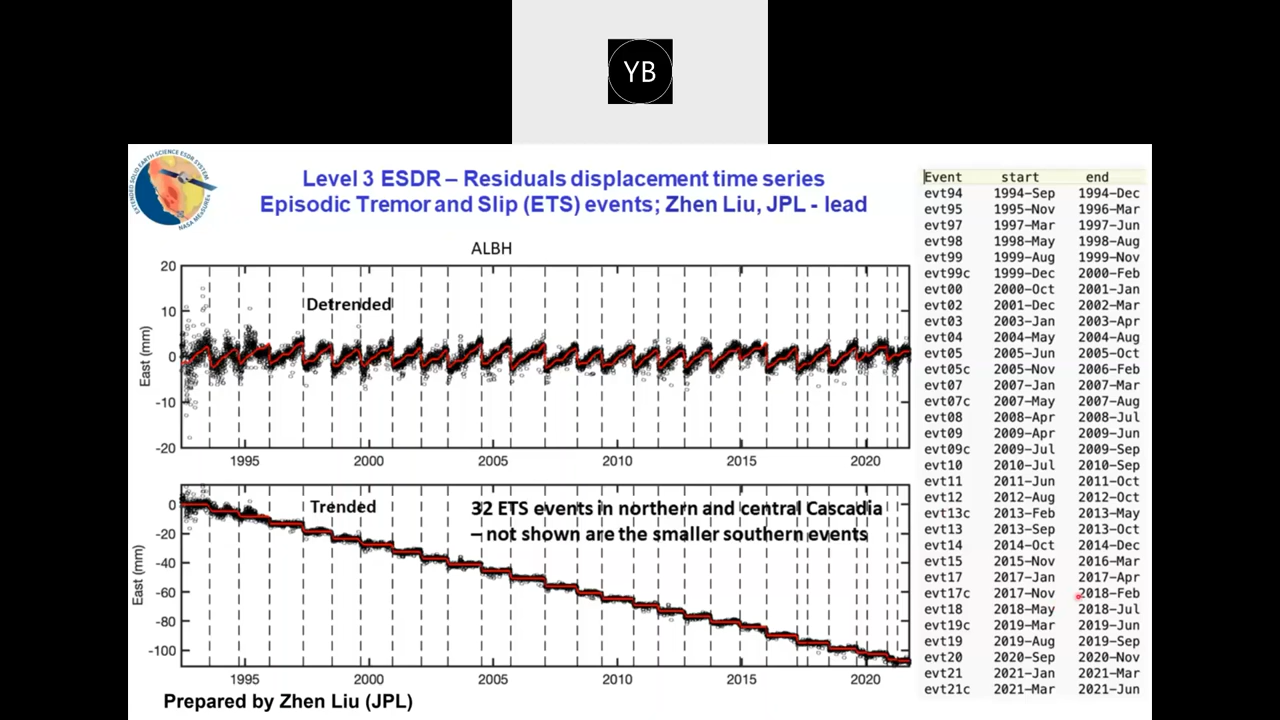 YB
EXTENDED SOLID EARTH SCIENCE ESDR SYSTEM
NASA MEASURES
Level 3 ESDR – Residuals displacement time series
Episodic Tremor and Slip (ETS) events; Zhen Liu, JPL - lead
ALBH
Detrended
East (mm)
20
10
0
-10
-20
1995 2000 2005 2010 2015 2020
Trended
32 ETS events in northern and central Cascadia
– not shown are the smaller southern events
East (mm)
0
-20
-40
-60
-80
-100
1995 2000 2005 2010 2015 2020
Prepared by Zhen Liu (JPL)
Event start end
evt94 1994-Sep 1994-Dec
evt95 1995-Nov 1996-Mar
evt97 1997-Mar 1997-Jun
evt98 1998-May 1998-Aug
evt99 1999-Aug 1999-Nov
evt99c 1999-Dec 2000-Feb
evt00 2000-Oct 2001-Jan
evt02 2001-Dec 2002-Mar
evt03 2003-Jan 2003-Apr
evt04 2004-May 2004-Aug
evt05 2005-Jun 2005-Oct
evt05c 2005-Nov 2006-Feb
evt07 2007-Jan 2007-Mar
evt07c 2007-May 2007-Aug
evt08 2008-Apr 2008-Jul
evt09 2009-Apr 2009-Jun
evt09c 2009-Jul 2009-Sep
evt10 2010-Jul 2010-Sep
evt11 2011-Jun 2011-Oct
evt12 2012-Aug 2012-Oct
evt13c 2013-Feb 2013-May
evt13 2013-Sep 2013-Oct
evt14 2014-Oct 2014-Dec
evt15 2015-Nov 2016-Mar
evt17 2017-Jan 2017-Apr
evt17c 2017-Nov 2018-Feb
evt18 2018-May 2018-Jul
evt19c 2019-Mar 2019-Jun
evt19 2019-Aug 2019-Sep
evt20 2020-Sep 2020-Nov
evt21 2021-Jan 2021-Mar
evt21c 2021-Mar 2021-Jun